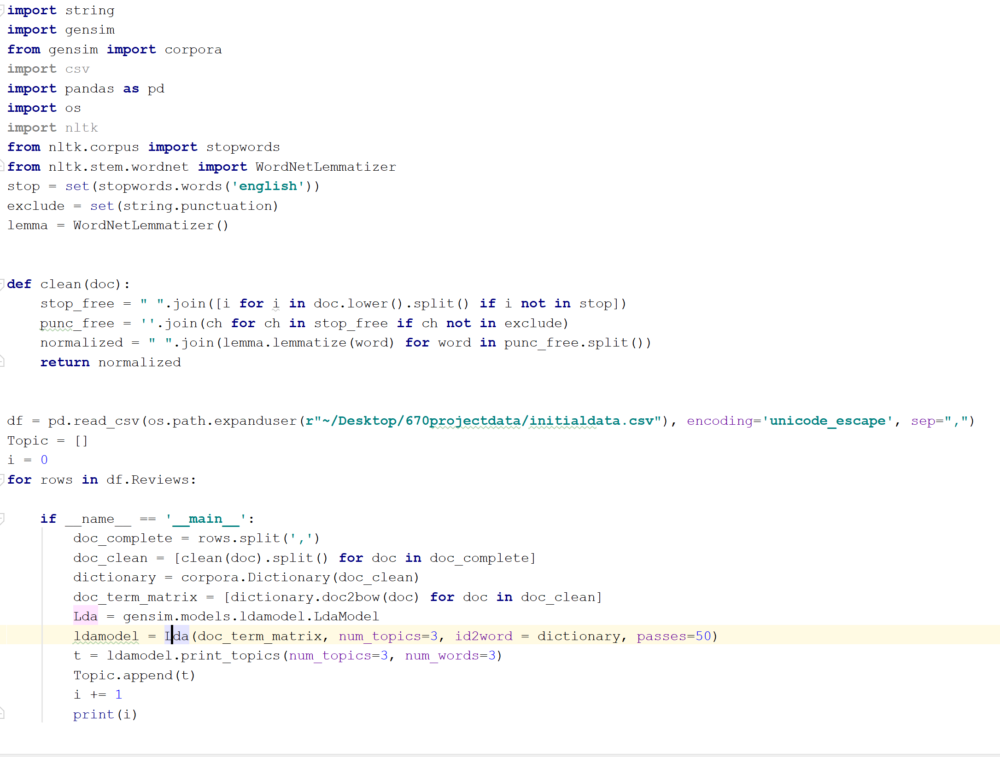 import string
import gensim
from gensim import corpora
import csv
import pandas as pd
import os
import nltk
from nltk.corpus import stopwords
from nltk.stem.wordnet import WordNetLemmatizer
stop = set(stopwords.words('english'))
exclude = set(string.punctuation)
lemma = WordNetLemmatizer()
def clean(doc):
    stop_free = " ".join([i for i in doc.lower().split() if i not in stop])
    punc_free = ''.join(ch for ch in stop_free if ch not in exclude)
    normalized = " ".join(lemma.lemmatize(word) for word in punc_free.split())
    return normalized
df = pd.read_csv(os.path.expanduser(r"~/Desktop/670projectdata/initialdata.csv"), encoding='unicode_escape', sep=",")
Topic = []
i = 0
for rows in df.Reviews:
    if __name__ == '__main__':
        doc_complete = rows.split(',')
        doc_clean = [clean(doc).split() for doc in doc_complete]
        dictionary = corpora.Dictionary(doc_clean)
        doc_term_matrix = [dictionary.doc2bow(doc) for doc in doc_clean]
        Lda = gensim.models.ldamodel.LdaModel
        ldamodel = Lda(doc_term_matrix, num_topics=3, id2word = dictionary, passes=50)
        t = ldamodel.print_topics(num_topics=3, num_words=3)
        Topic.append(t)
        i += 1
        print(i)